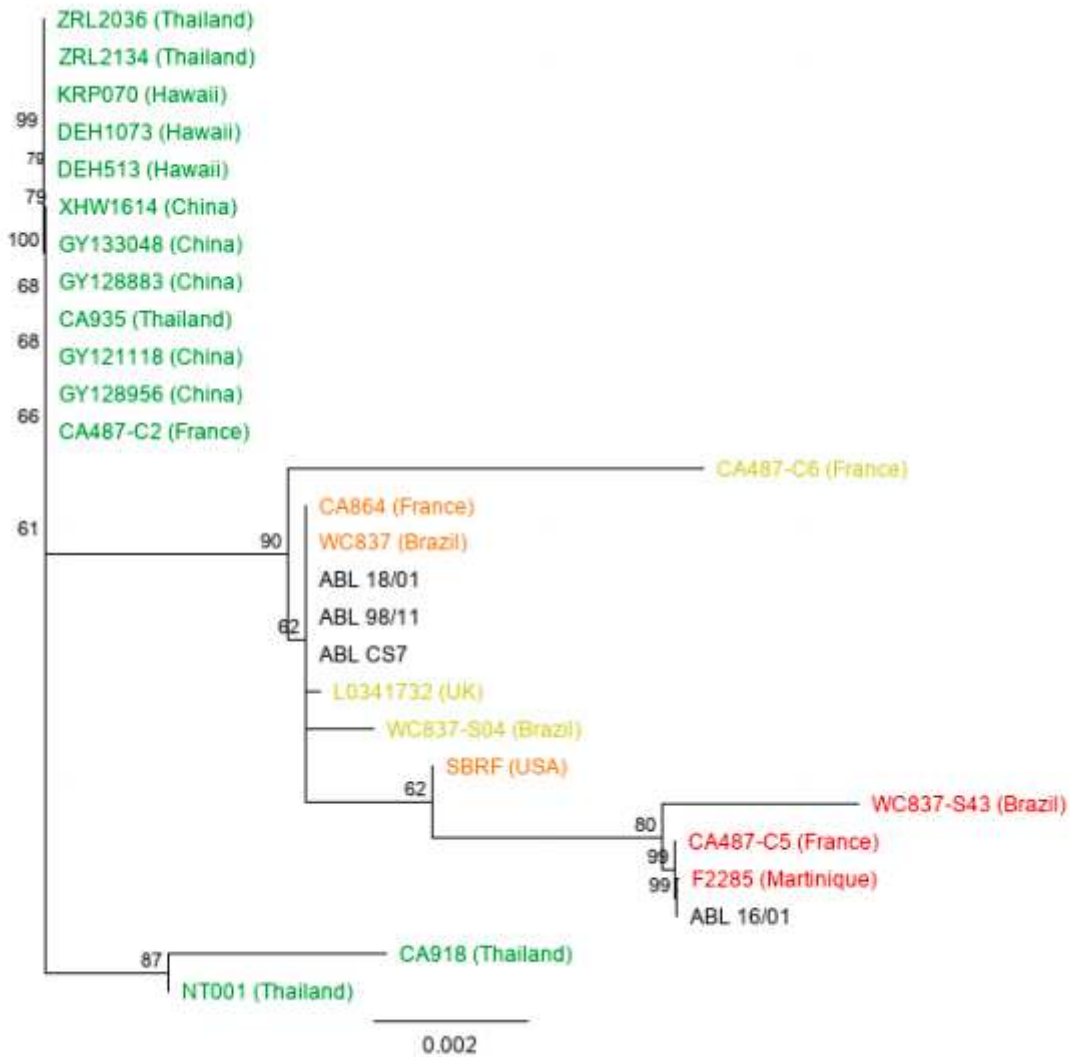 ZRL2036 (Thailand)
ZRL2134 (Thailand)
KRP070 (Hawaii)
99
DEH1073 (Hawaii)
79
DEH513 (Hawaii)
79
XHW1614 (China)
100
GY133048 (China)
68
GY128883 (China)
CA935 (Thailand)
68
GY121118 (China)
GY128956 (China)
66
CA487-C2 (France)
CA487-C6 (France)
CA864 (France)
61
90
WC837 (Brazil)
ABL 18/01
ABL 98/11
62
ABL CS7
L0341732 (UK)
WC837-S04 (Brazil)
SBRF (USA)
62
WC837-S43 (Brazil)
80
CA487-C5 (France)
99
F2285 (Martinique)
99
ABL 16/01
CA918 (Thailand)
87
NT001 (Thailand)
0.002